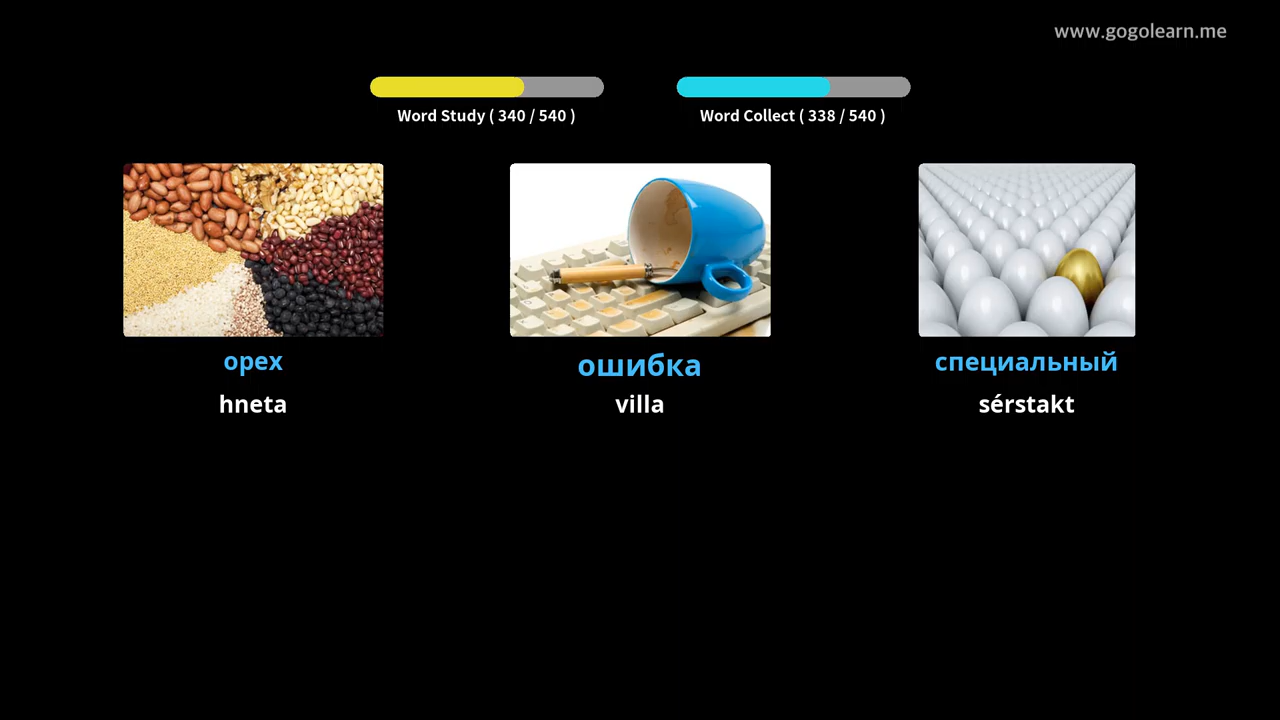 www.gogolearn.me
Word Study ( 340 / 540 )
Word Collect ( 338 / 540 )
орех
hneta
ошибка
villa
специальный
sérstakt